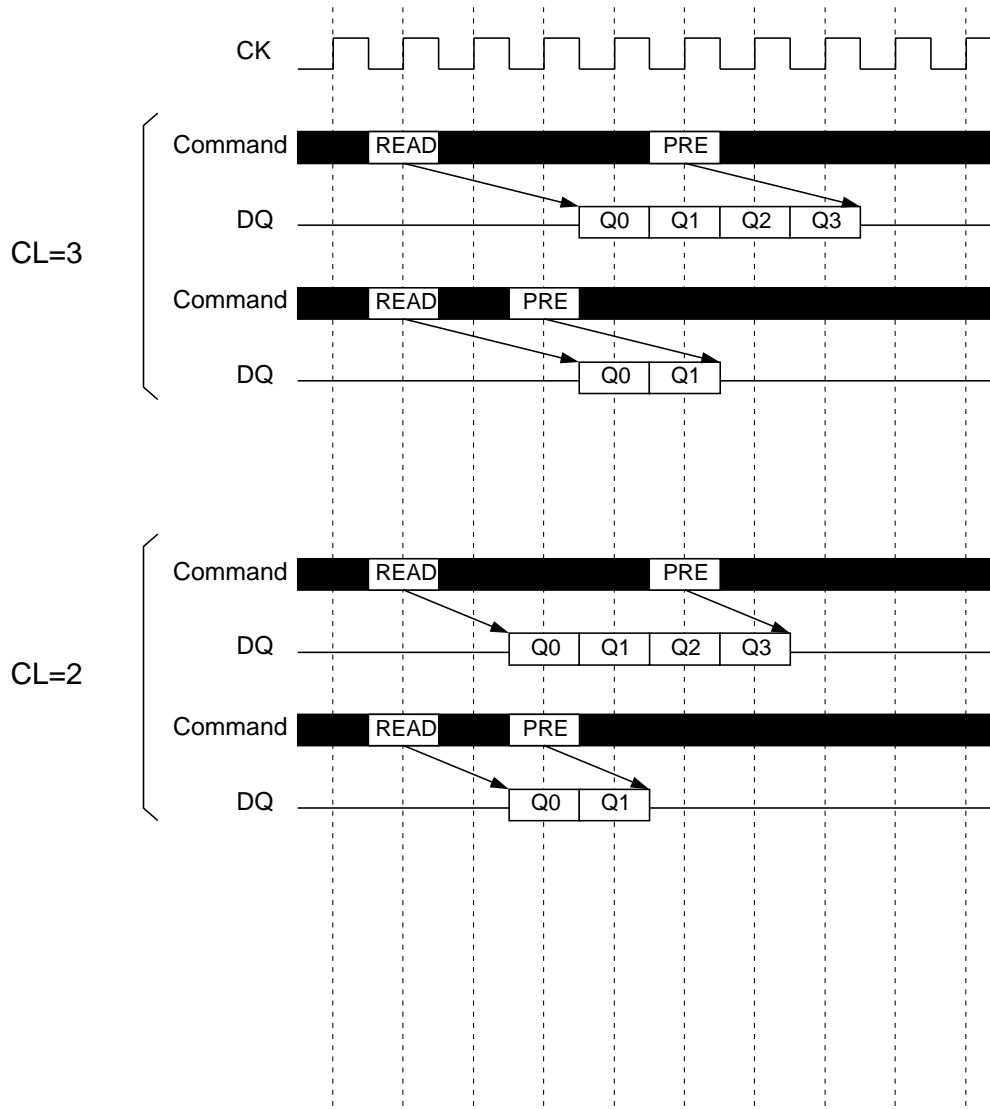 CK
Command READ PRE
DQ Q0 Q1 Q2 Q3
CL=3
Command READ PRE
DQ Q0 Q1
Command READ PRE
DQ Q0 Q1 Q2 Q3
CL=2
Command READ PRE
DQ Q0 Q1